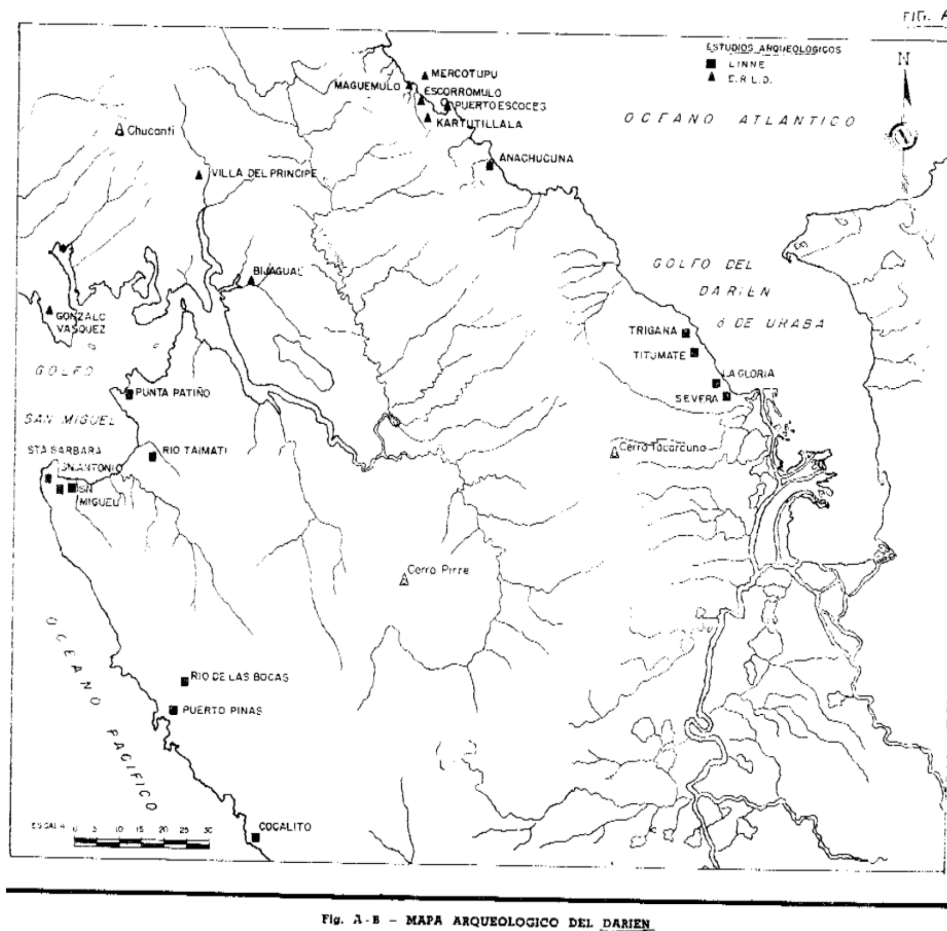 FIG. A
ESTUDIOS ARQUEOLOGICOS
LINNE
E.R.L.D.
N
MERCOTUPU
MAGUEMULO
ESCORROMULO
PUERTO ESCOCES
KARTUTILLALA
OCEANO ATLANTICO
Chucanti
ANACHUCUNA
VILLA DEL PRINCIPE
BIJAGUAL
GOLFO DEL
DARIEN
ó DE URABA
GONZALO
VASQUEZ
TRIGANA
TITUMATE
GOLFO
LA GLORIA
PUNTA PATIÑO
SEVERA
SAN MIGUEL
STA BARBARA
RIO TAIMATI
Cerro Tacarcuna
SN.ANTONIO
SN
MIGUEL
Cerro Pirre
OCEANO PACIFICO
RIO DE LAS BOCAS
PUERTO PINAS
ESCALA 0 5 10 15 20 25 30
COCALITO
Fig. A-B – MAPA ARQUEOLOGICO DEL DARIEN